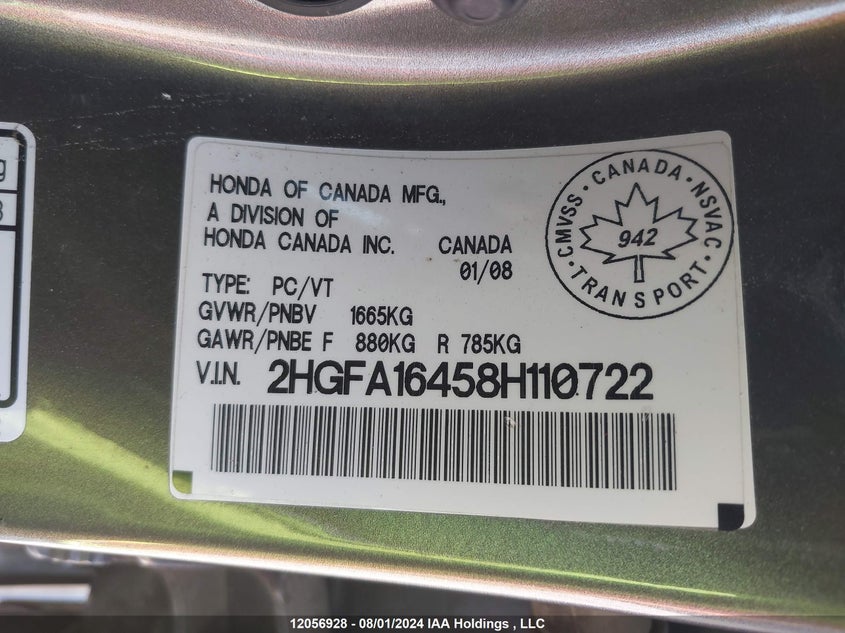 g
8
HONDA OF CANADA MFG.,
A DIVISION OF
HONDA CANADA INC. CANADA
01/08
TYPE: PC/VT
GVWR/PNBV 1665KG
GAWR/PNBE F 880KG R 785KG
V.I.N. 2HGFA16458H110722
CMVSS · CANADA · NSVAC · TRANSPORT ·
942
12056928 - 08/01/2024 IAA Holdings , LLC